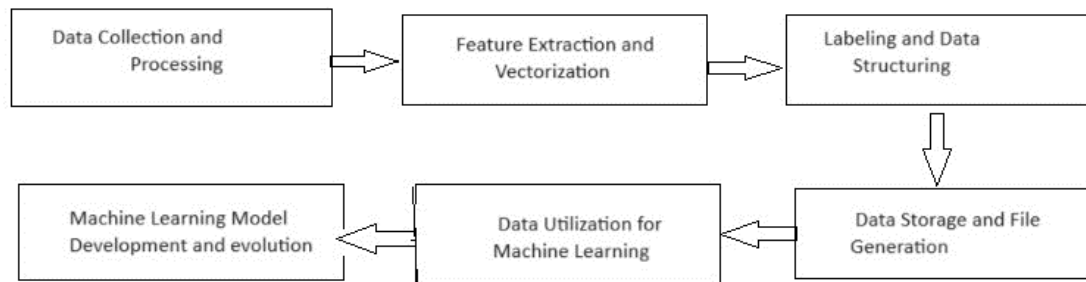 Data Collection and
Processing
Feature Extraction and
Vectorization
Labeling and Data
Structuring
Data Storage and File
Generation
Data Utilization for
Machine Learning
Machine Learning Model
Development and evolution